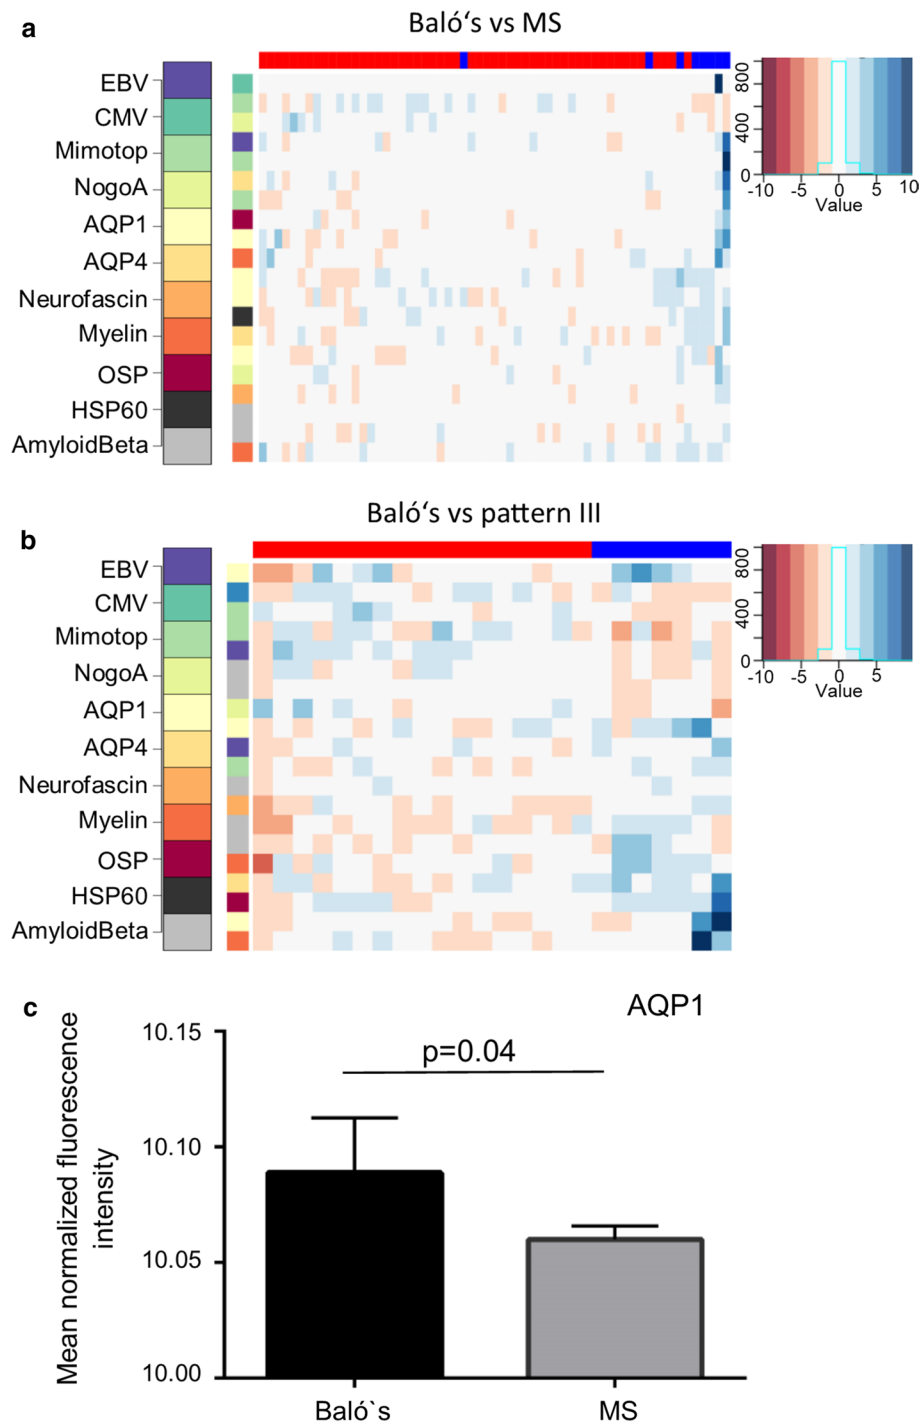 a
Baló‘s vs MS
EBV
CMV
Mimotop
NogoA
AQP1
AQP4
Neurofascin
Myelin
OSP
HSP60
AmyloidBeta
800
400
0
-10 -5 0 5 10
Value
b
Baló‘s vs pattern III
EBV
CMV
Mimotop
NogoA
AQP1
AQP4
Neurofascin
Myelin
OSP
HSP60
AmyloidBeta
800
400
0
-10 -5 0 5
Value
c
AQP1
Mean normalized fluorescence
intensity
10.15
10.10
10.05
10.00
p=0.04
Baló`s MS